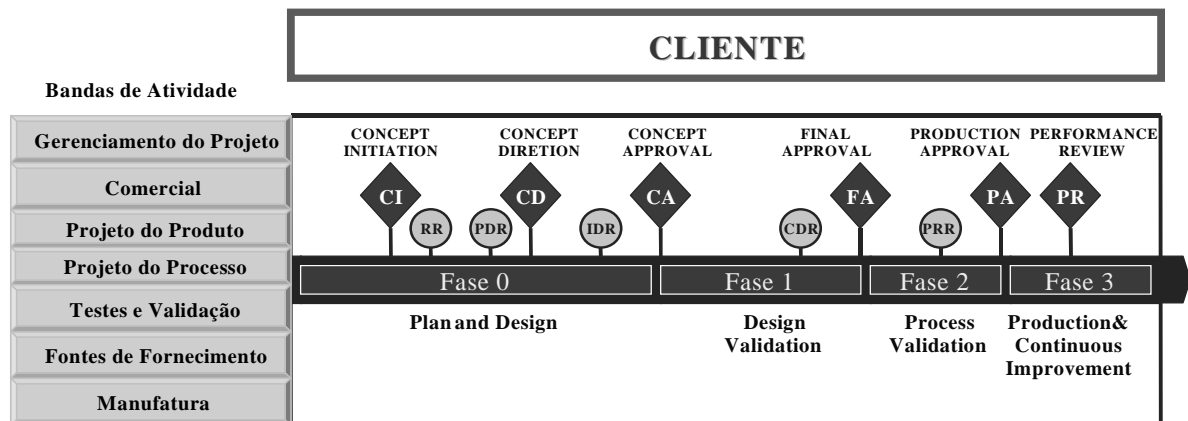 CLIENTE
Bandas de Atividade
Gerenciamento do Projeto
Comercial
Projeto do Produto
Projeto do Processo
Testes e Validação
Fontes de Fornecimento
Manufatura
CONCEPT
INITIATION
CONCEPT
DIRETION
CONCEPT
APPROVAL
FINAL
APPROVAL
PRODUCTION
APPROVAL
PERFORMANCE
REVIEW
CI
CD
CA
FA
PA
PR
RR
PDR
IDR
CDR
PRR
Fase 0
Fase 1
Fase 2
Fase 3
Plan and Design
Design
Validation
Process
Validation
Production&
Continuous
Improvement